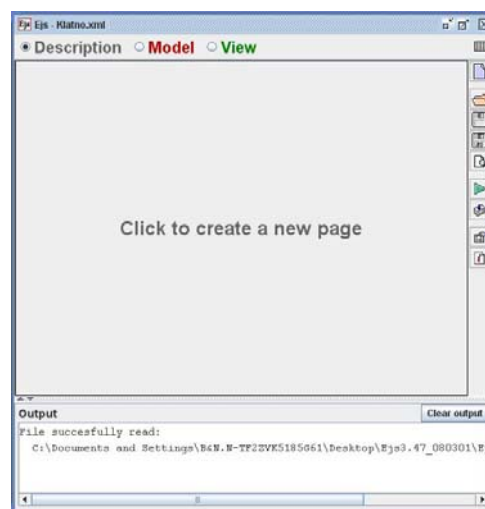 Ejs - Klatno.xml
Description Model View
Click to create a new page
Output Clear output
File succesfully read:
C:\Documents and Settings\B&N.N-TF2ZVK5185G61\Desktop\Ejs3.47_080301\E